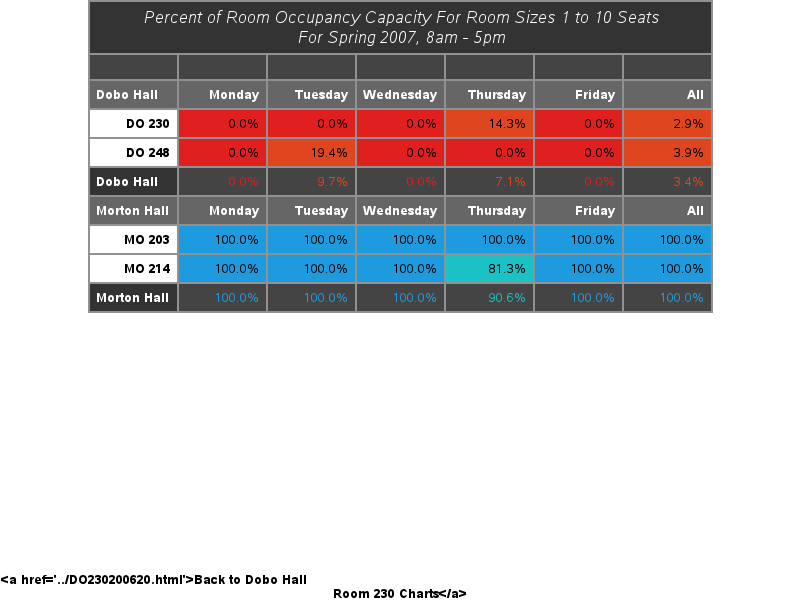 Percent of Room Occupancy Capacity For Room Sizes 1 to 10 Seats
For Spring 2007, 8am - 5pm
Dobo Hall Monday Tuesday Wednesday Thursday Friday All
DO 230 0.0% 0.0% 0.0% 14.3% 0.0% 2.9%
DO 248 0.0% 19.4% 0.0% 0.0% 0.0% 3.9%
Dobo Hall 0.0% 9.7% 0.0% 7.1% 0.0% 3.4%
Morton Hall Monday Tuesday Wednesday Thursday Friday All
MO 203 100.0% 100.0% 100.0% 100.0% 100.0% 100.0%
MO 214 100.0% 100.0% 100.0% 81.3% 100.0% 100.0%
Morton Hall 100.0% 100.0% 100.0% 90.6% 100.0% 100.0%
<a href='../DO230200620.html'>Back to Dobo Hall
Room 230 Charts</a>